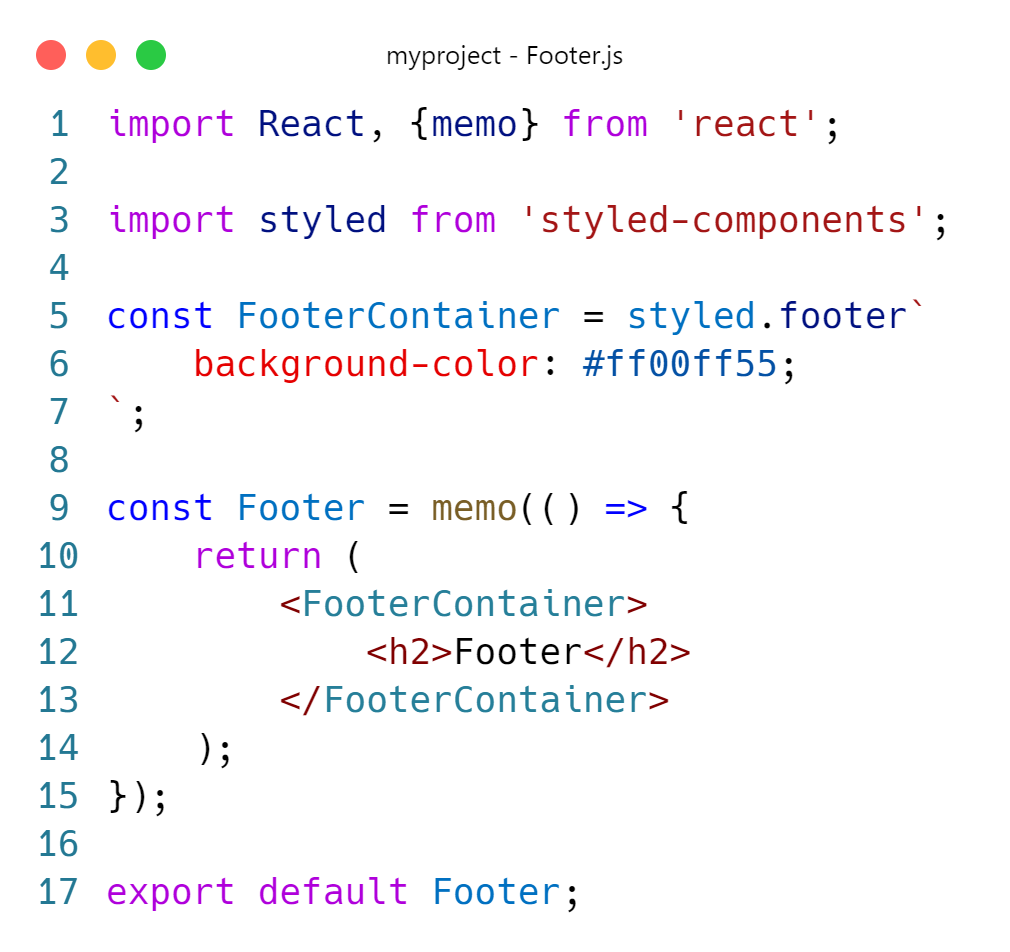 myproject - Footer.js
1 import React, {memo} from 'react';
2
3 import styled from 'styled-components';
4
5 const FooterContainer = styled.footer`
6     background-color: #ff00ff55;
7 `;
8
9 const Footer = memo(() => {
10     return (
11         <FooterContainer>
12             <h2>Footer</h2>
13         </FooterContainer>
14     );
15 });
16
17 export default Footer;